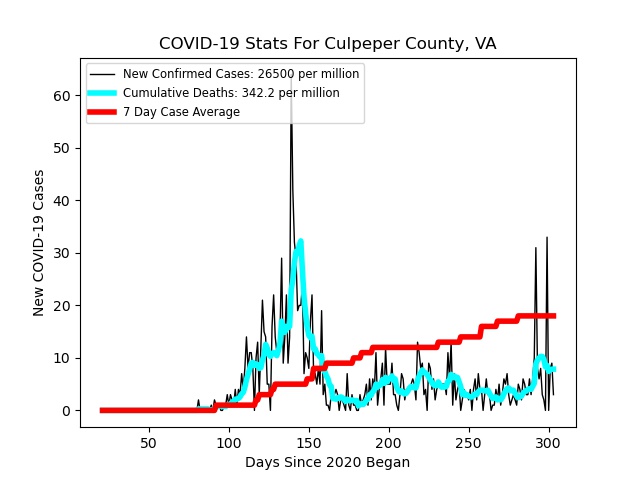 COVID-19 Stats For Culpeper County, VA
New Confirmed Cases: 26500 per million
Cumulative Deaths: 342.2 per million
7 Day Case Average
60
50
40
30
20
10
0
New COVID-19 Cases
50 100 150 200 250 300
Days Since 2020 Began